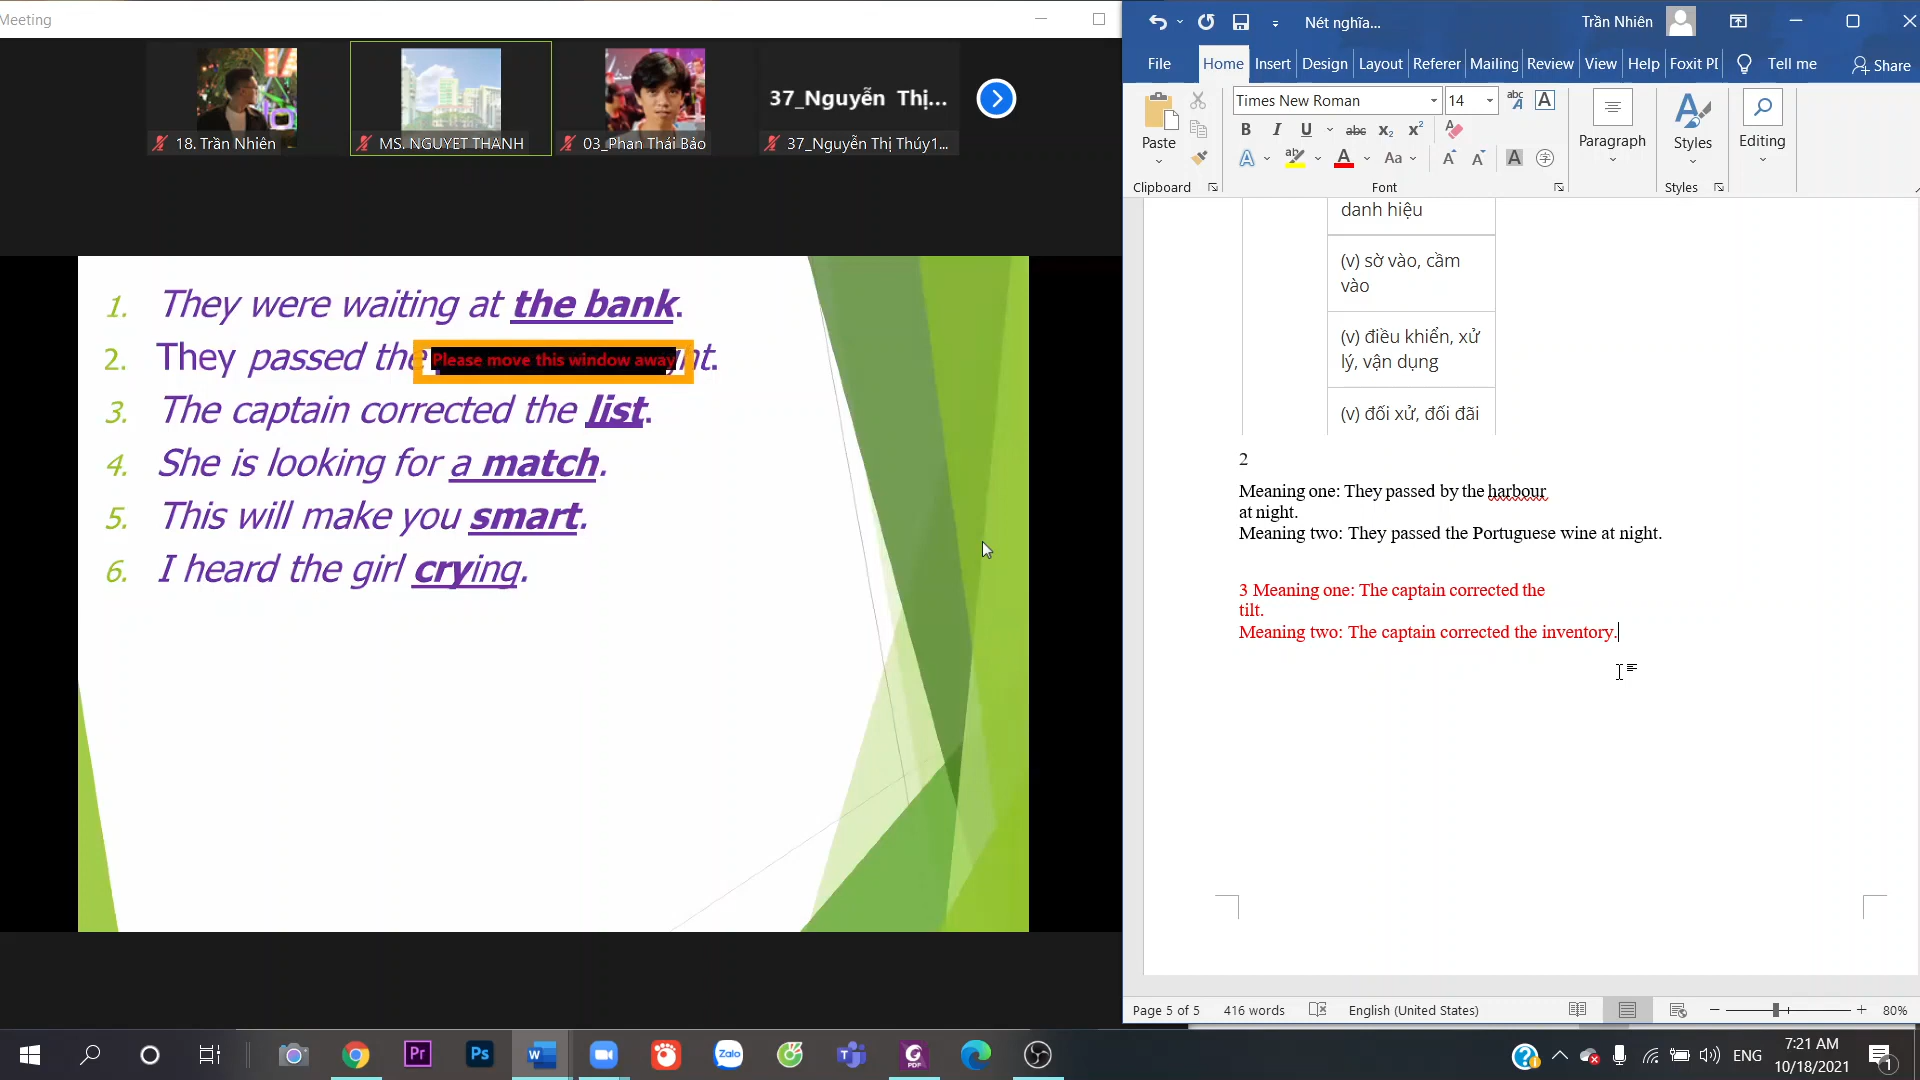 Meeting
37_Nguyễn Thị...
18. Trần Nhiên
MS. NGUYET THANH
03_Phan Thái Bảo
37_Nguyễn Thị Thúy1...
1. They were waiting at the bank.
2. They passed the
Please move this window away
ht.
3. The captain corrected the list.
4. She is looking for a match.
5. This will make you smart.
6. I heard the girl crying.
Nét nghĩa...
Trần Nhiên
File Home Insert Design Layout Referer Mailing Review View Help Foxit PI Tell me Share
Times New Roman 14
Paste
Paragraph
Styles
Editing
Clipboard
Font
Styles
danh hiệu
(v) sờ vào, cầm
vào
(v) điều khiển, xử
lý, vận dụng
(v) đối xử, đối đãi
2
Meaning one: They passed by the harbour
at night.
Meaning two: They passed the Portuguese wine at night.
3 Meaning one: The captain corrected the
tilt.
Meaning two: The captain corrected the inventory.
Page 5 of 5 416 words English (United States) 80%
Pr
Ps
Zalo
PDF
ENG
7:21 AM
10/18/2021
1